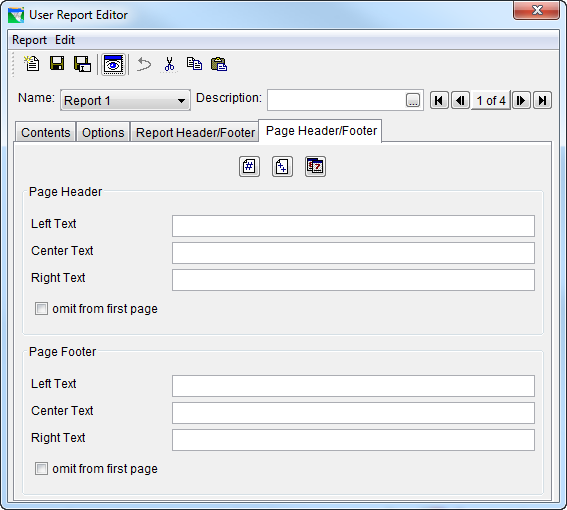 User Report Editor
Report Edit
Name: Report 1 Description: ... 1 of 4
Contents Options Report Header/Footer Page Header/Footer
#
Page Header
Left Text
Center Text
Right Text
omit from first page
Page Footer
Left Text
Center Text
Right Text
omit from first page